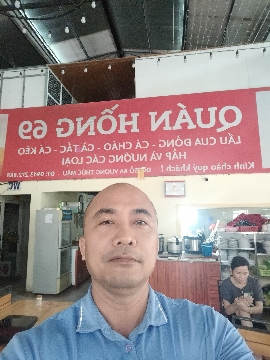 QUÁN HỒNG 69
LẨU CUA ĐỒNG - CÁ CHÁO - CÁ TẮC - CÁ KÈO
HẤP VÀ NƯỚNG CÁC LOẠI
Kính chào quý khách!
WC